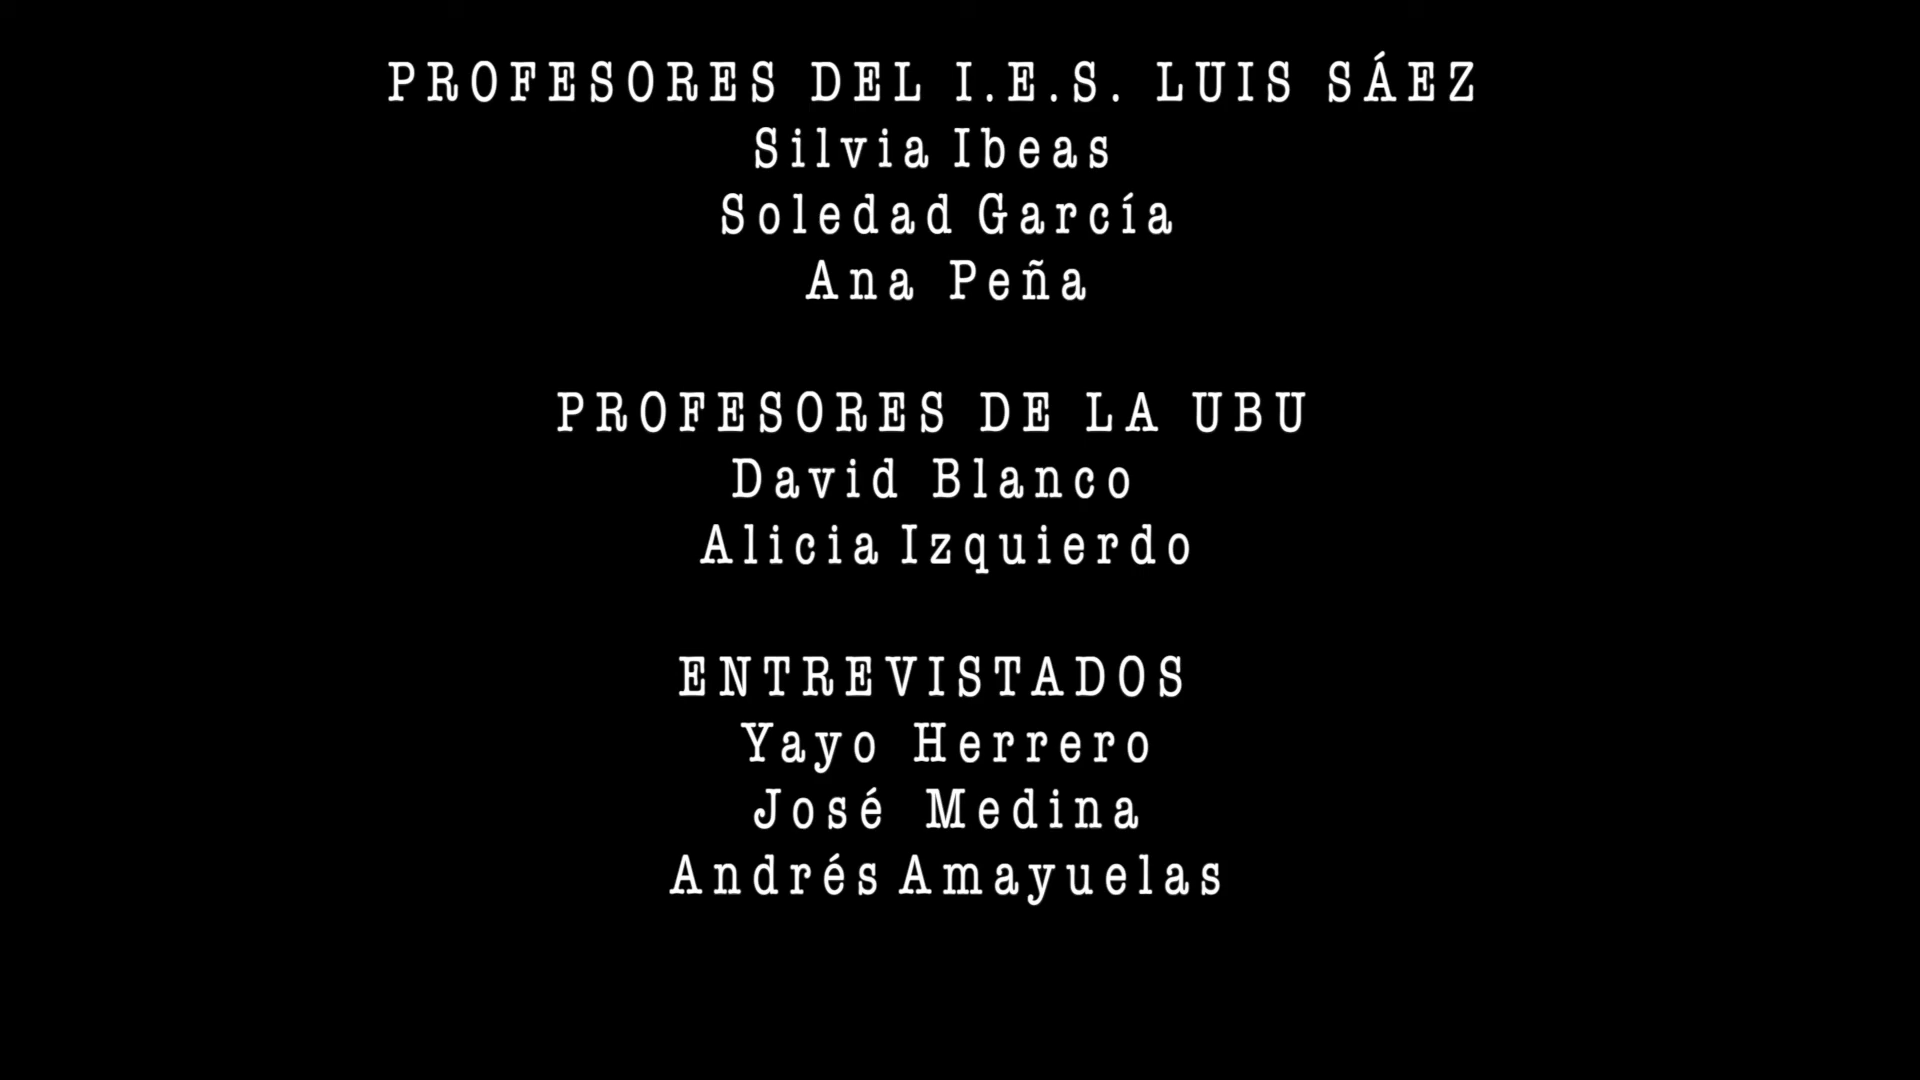 PROFESORES DEL I.E.S. LUIS SÁEZ
Silvia Ibeas
Soledad García
Ana Peña
PROFESORES DE LA UBU
David Blanco
Alicia Izquierdo
ENTREVISTADOS
Yayo Herrero
José Medina
Andrés Amayuelas